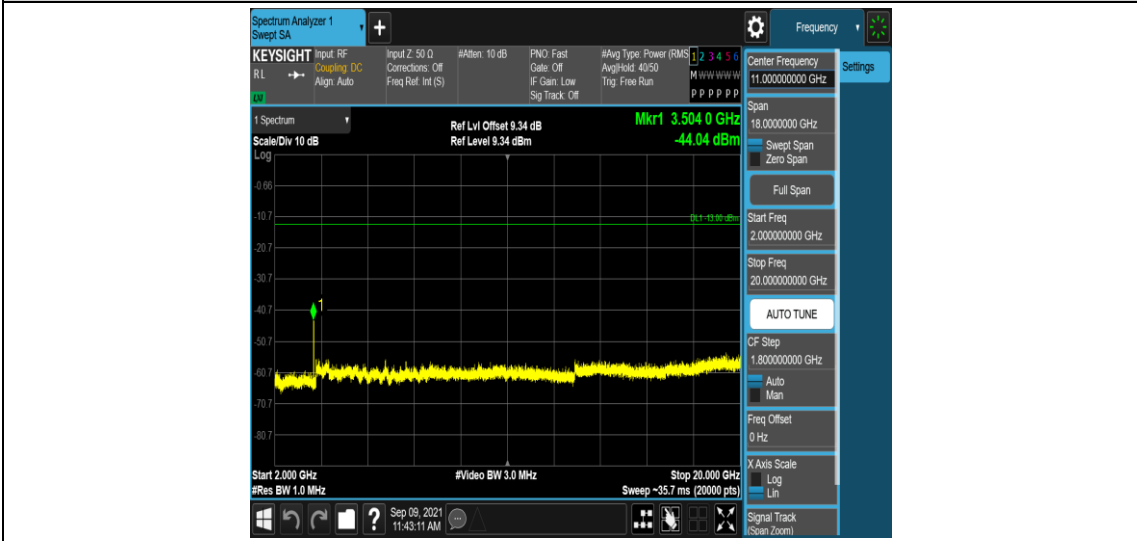 Spectrum Analyzer 1
Swept SA
+
Frequency
KEYSIGHT
RL
LNI
Input: RF
Coupling: DC
Align: Auto
Input Z: 50 Ω
Corrections: Off
Freq Ref: Int (S)
#Atten: 10 dB
PNO: Fast
Gate: Off
IF Gain: Low
Sig Track: Off
#Avg Type: Power (RMS
Avg|Hold: 40/50
Trig: Free Run
1 2 3 4 5 6
M W W W W W
P P P P P P
1 Spectrum
Scale/Div 10 dB
Log
Ref Lvl Offset 9.34 dB
Ref Level 9.34 dBm
Mkr1 3.504 0 GHz
-44.04 dBm
-0.66
-10.7
DL1 -13.00 dBm
-20.7
-30.7
-40.7
1
-50.7
-60.7
-70.7
-80.7
Start 2.000 GHz
#Res BW 1.0 MHz
#Video BW 3.0 MHz
Stop 20.000 GHz
Sweep ~35.7 ms (20000 pts)
?
Sep 09, 2021
11:43:11 AM
Center Frequency
11.000000000 GHz
Settings
Span
18.0000000 GHz
Swept Span
Zero Span
Full Span
Start Freq
2.000000000 GHz
Stop Freq
20.000000000 GHz
AUTO TUNE
CF Step
1.800000000 GHz
Auto
Man
Freq Offset
0 Hz
X Axis Scale
Log
Lin
Signal Track
(Span Zoom)